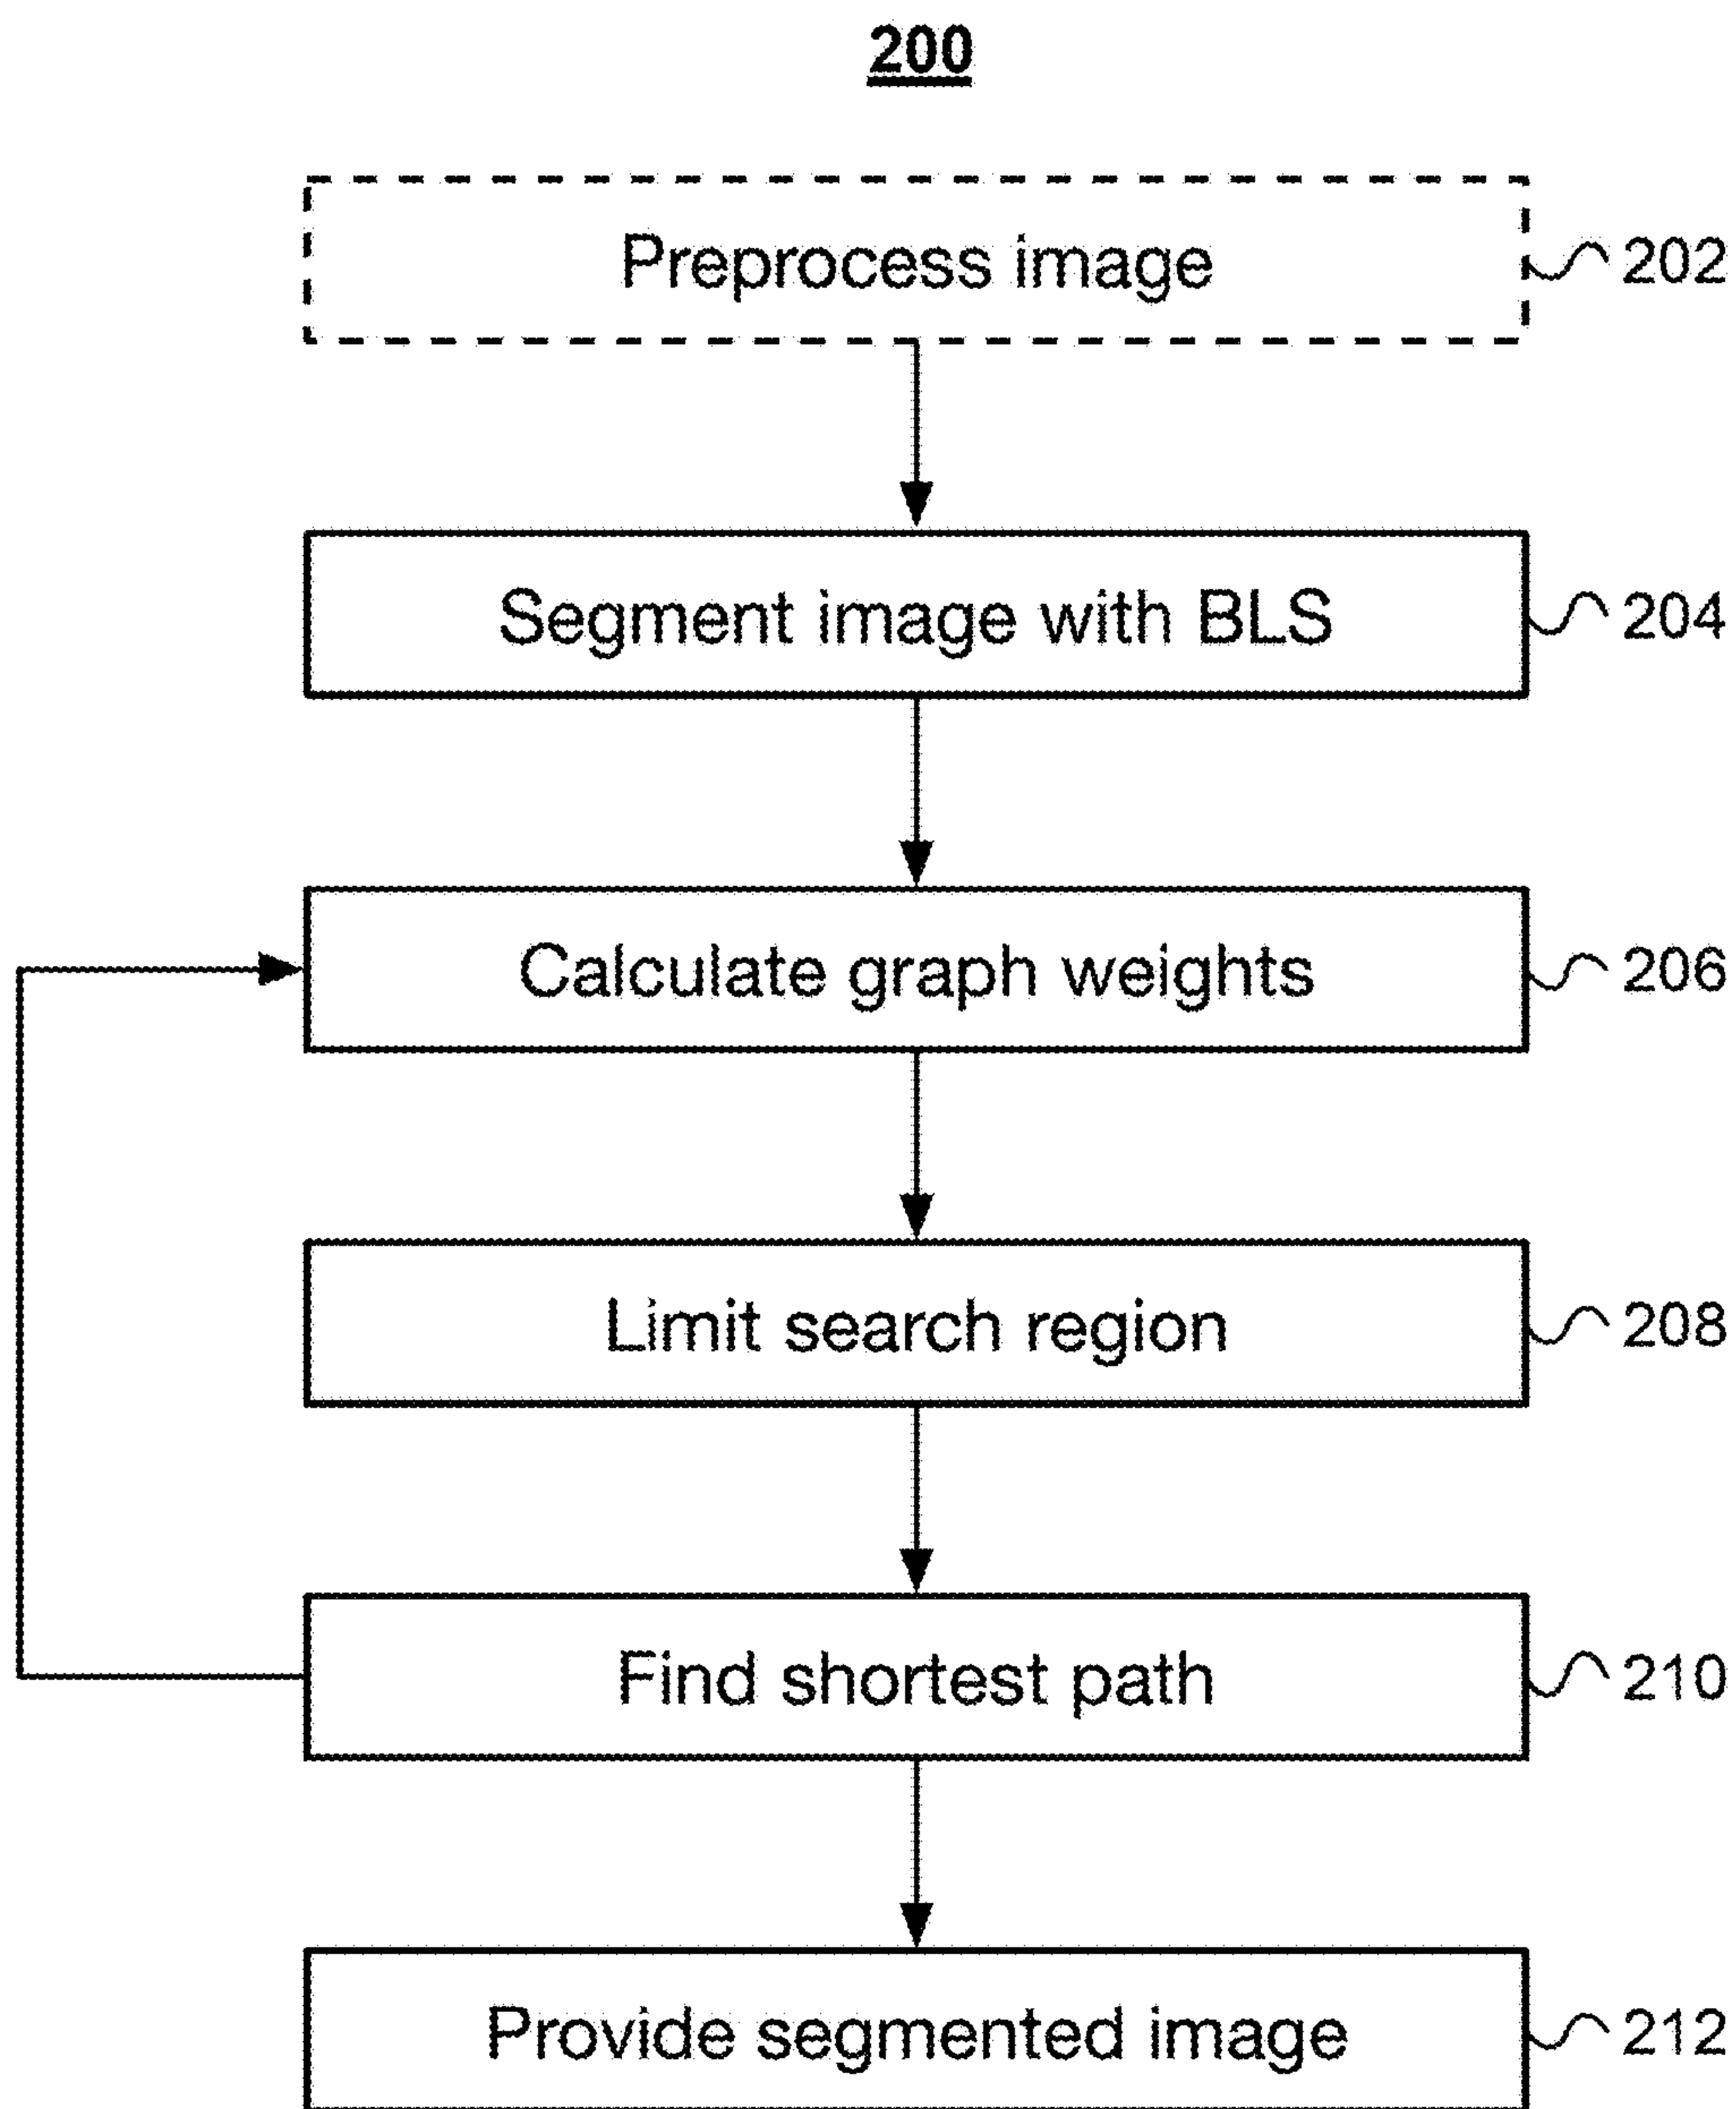 200
Preprocess image 202
Segment image with BLS 204
Calculate graph weights 206
Limit search region 208
Find shortest path 210
Provide segmented image 212